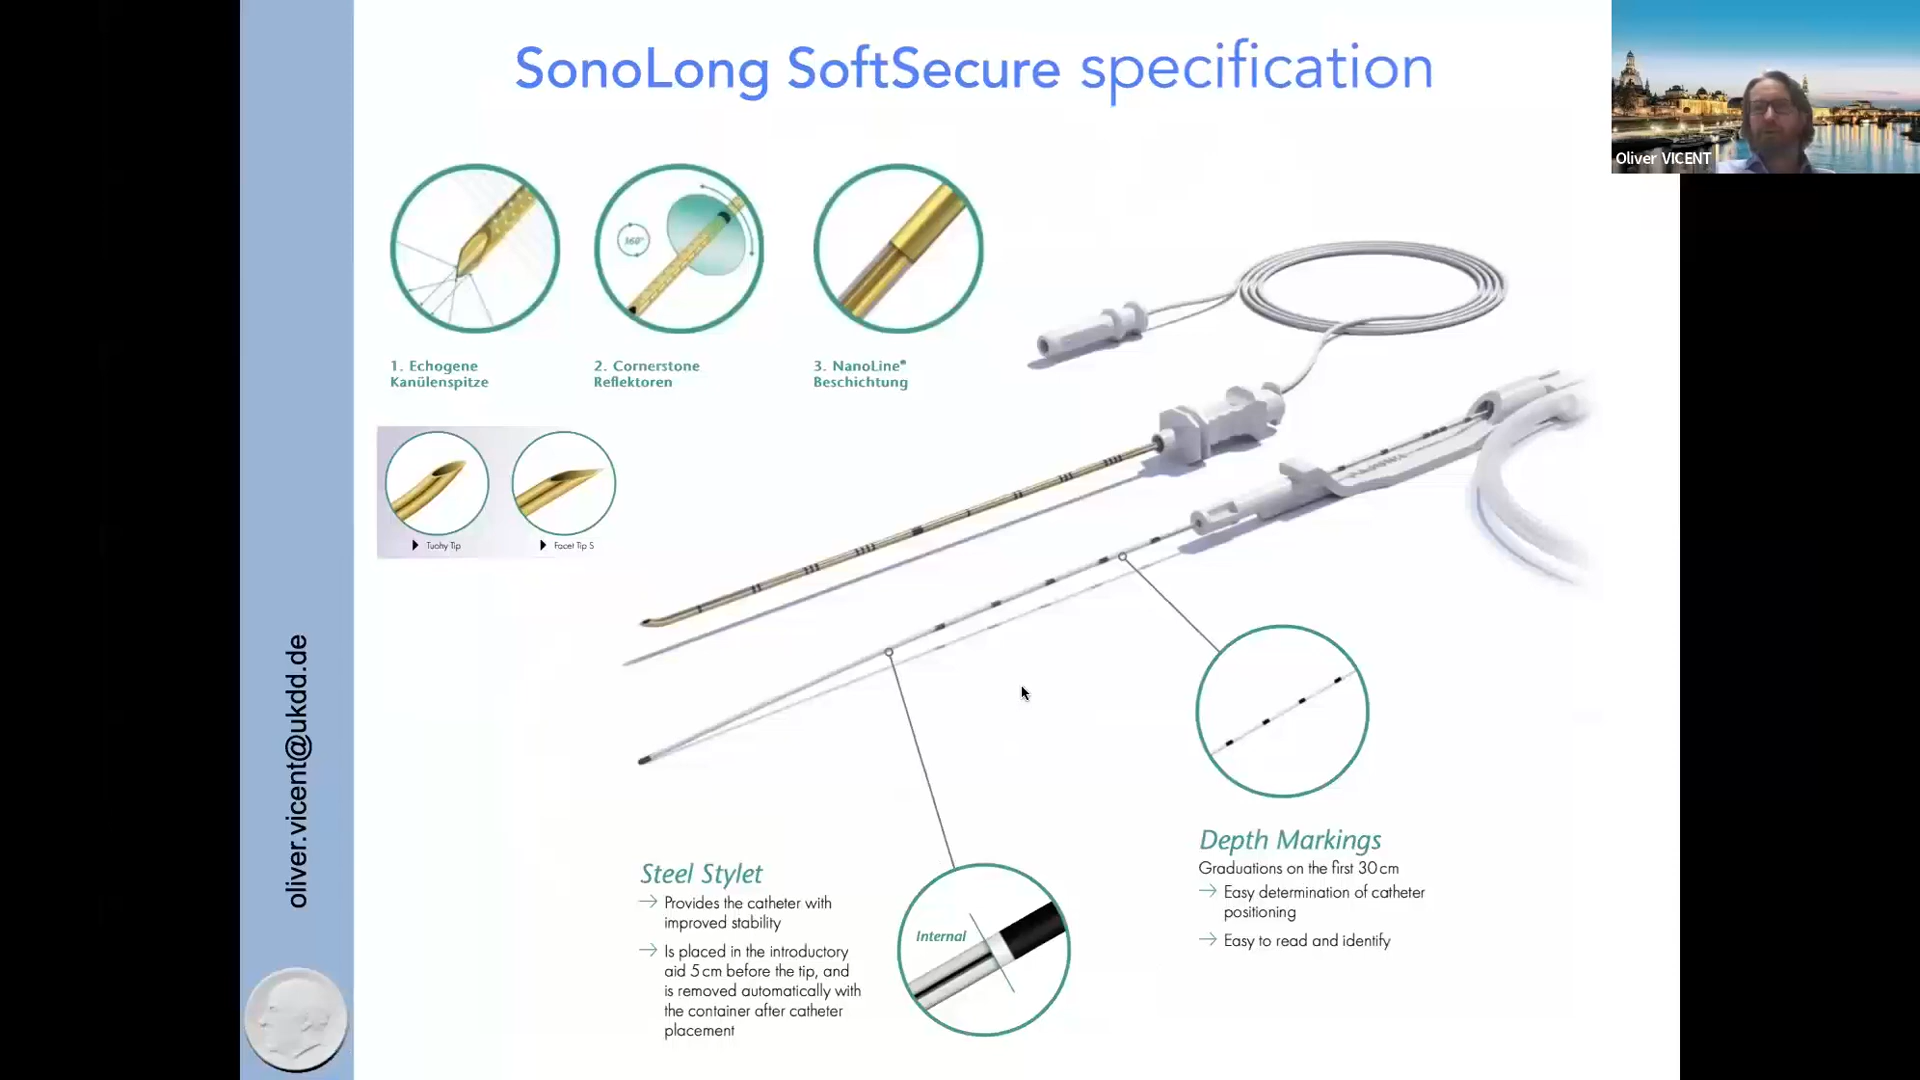 SonoLong SoftSecure specification
Oliver VICENT
360°
1. Echogene
Kanülenspitze
2. Cornerstone
Reflektoren
3. NanoLine®
Beschichtung
Tuohy Tip
Facet Tip S
oliver.vicent@ukdd.de
Steel Stylet
→ Provides the catheter with
improved stability
→ Is placed in the introductory
aid 5 cm before the tip, and
is removed automatically with
the container after catheter
placement
Internal
Depth Markings
Graduations on the first 30 cm
→ Easy determination of catheter
positioning
→ Easy to read and identify